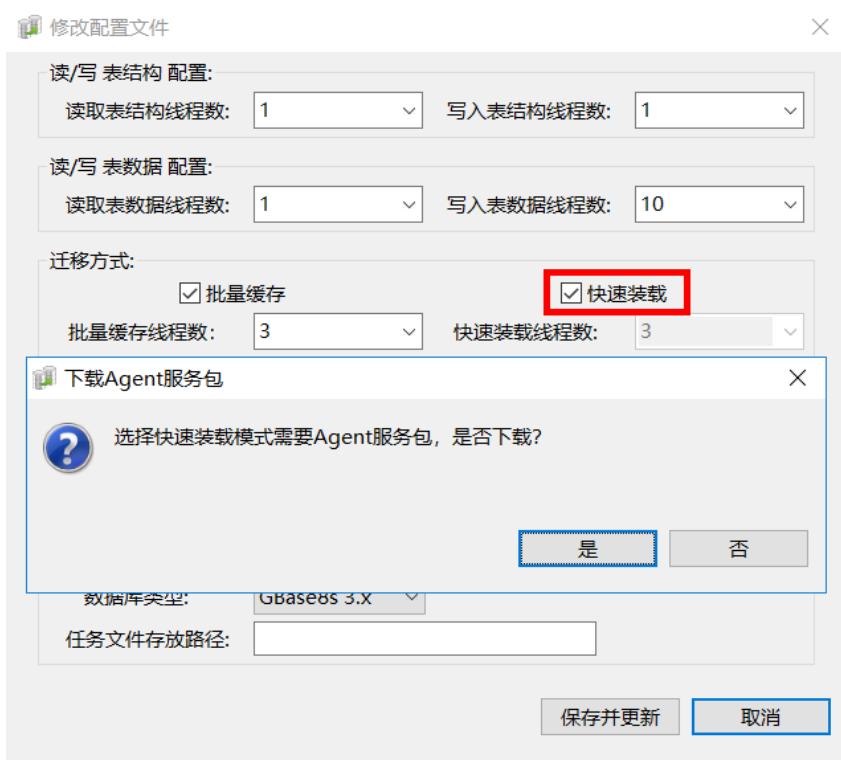 修改配置文件
读/写 表结构 配置:
读取表结构线程数: 1 写入表结构线程数: 1
读/写 表数据 配置:
读取表数据线程数: 1 写入表数据线程数: 10
迁移方式:
批量缓存 快速装载
批量缓存线程数: 3 快速装载线程数: 3
下载Agent服务包
选择快速装载模式需要Agent服务包，是否下载?
是 否
数据库类型: GBase8s 3.x
任务文件存放路径:
保存并更新 取消